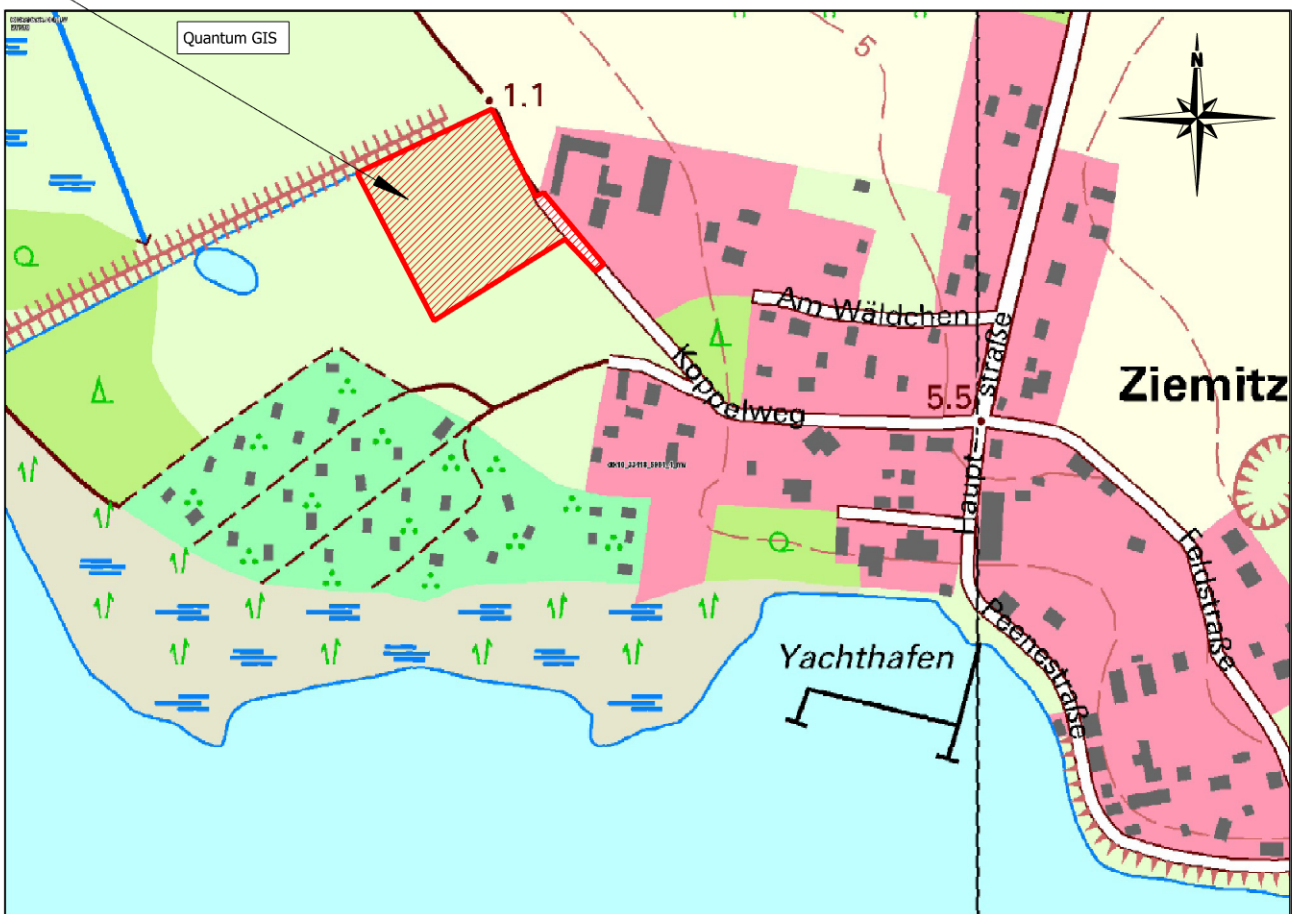 Quantum GIS
N
5
1.1
Am Wäldchen
Haupt-
straße
Koppelweg
5.5
Ziemitz
Feldstraße
Peenestraße
Yachthafen